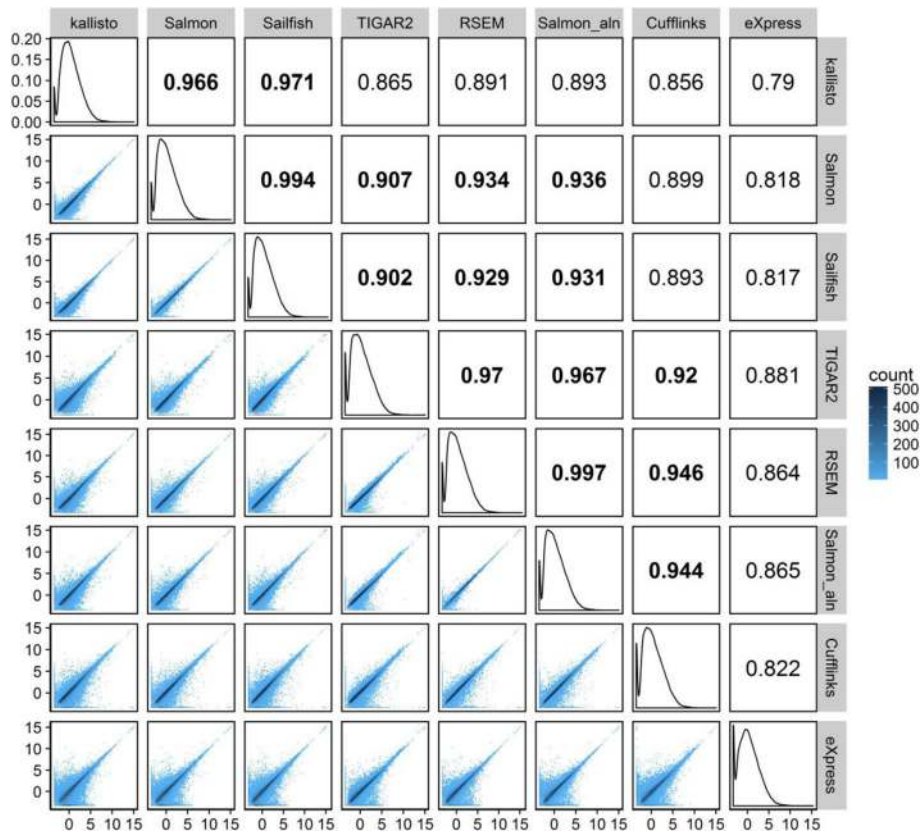 kallisto Salmon Sailfish TIGAR2 RSEM Salmon_aln Cufflinks eXpress
0.20
0.15
0.10
0.05
0.00
0.966 0.971 0.865 0.891 0.893 0.856 0.79
kallisto
15
10
5
0
0.994 0.907 0.934 0.936 0.899 0.818
Salmon
15
10
5
0
0.902 0.929 0.931 0.893 0.817
Sailfish
15
10
5
0
0.97 0.967 0.92 0.881
TIGAR2
15
10
5
0
0.997 0.946 0.864
RSEM
15
10
5
0
0.944 0.865
Salmon_aln
15
10
5
0
0.822
Cufflinks
15
10
5
0
eXpress
0 5 10 15 0 5 10 15 0 5 10 15 0 5 10 15 0 5 10 15 0 5 10 15 0 5 10 15 0 5 10 15
count
500
400
300
200
100